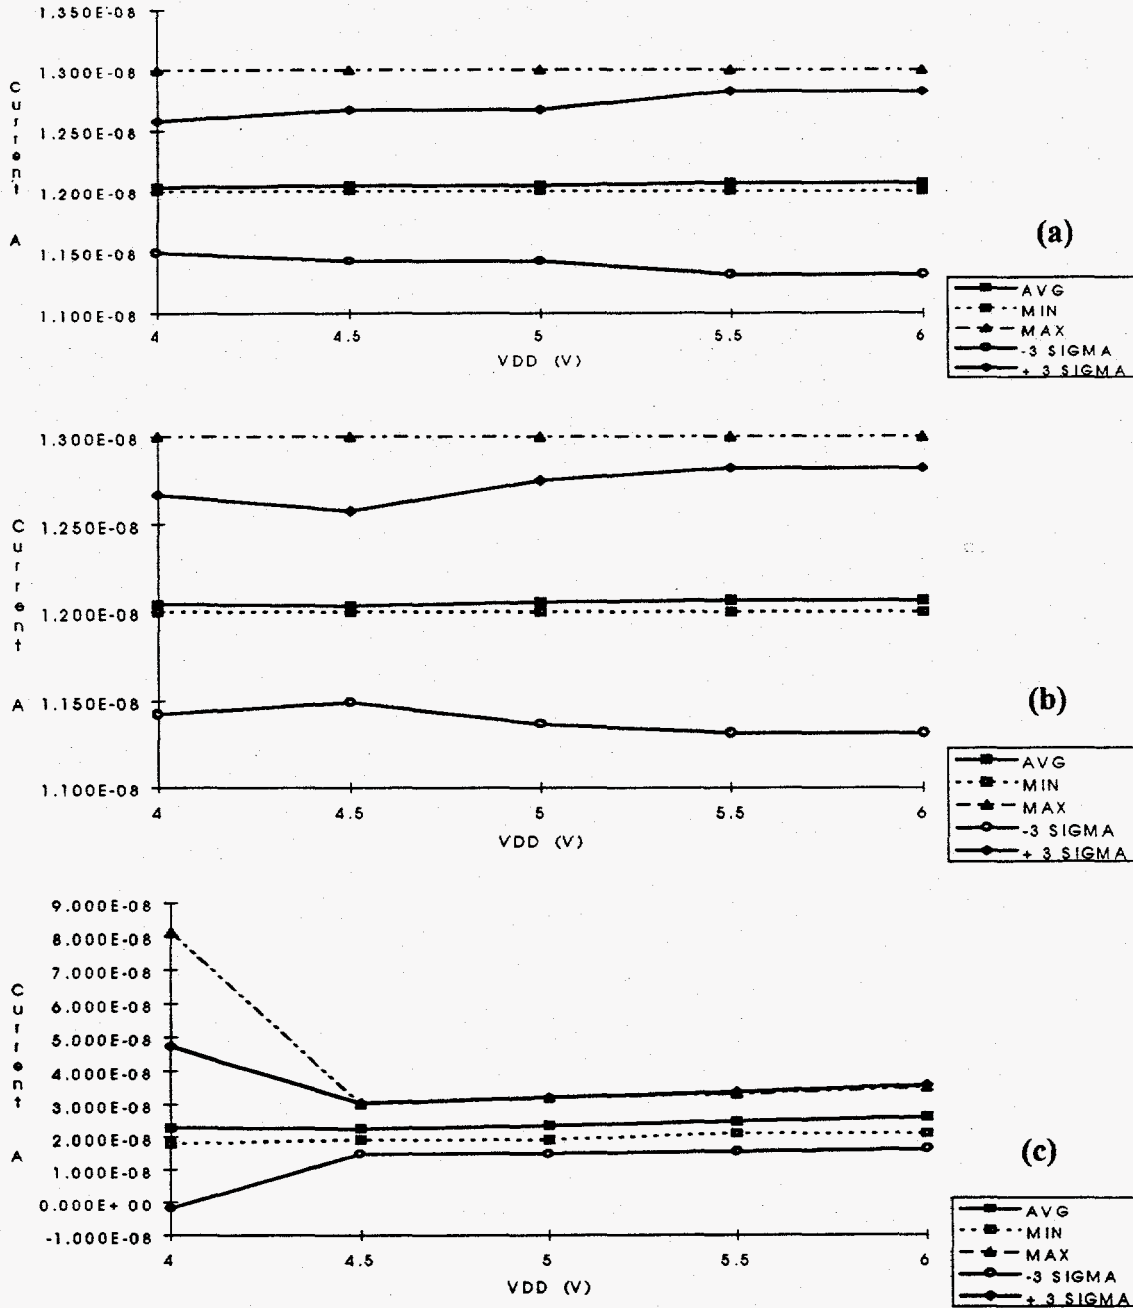 1.350E-08
1.300E-08
1.250E-08
1.200E-08
1.150E-08
1.100E-08
Current A
4 4.5 5 5.5 6
VDD (V)
(a)
AVG
MIN
MAX
-3 SIGMA
+ 3 SIGMA
1.300E-08
1.250E-08
1.200E-08
1.150E-08
1.100E-08
Current A
4 4.5 5 5.5 6
VDD (V)
(b)
AVG
MIN
MAX
-3 SIGMA
+ 3 SIGMA
9.000E-08
8.000E-08
7.000E-08
6.000E-08
5.000E-08
4.000E-08
3.000E-08
2.000E-08
1.000E-08
0.000E+ 00
-1.000E-08
Current A
4 4.5 5 5.5 6
VDD (V)
(c)
AVG
MIN
MAX
-3 SIGMA
+ 3 SIGMA